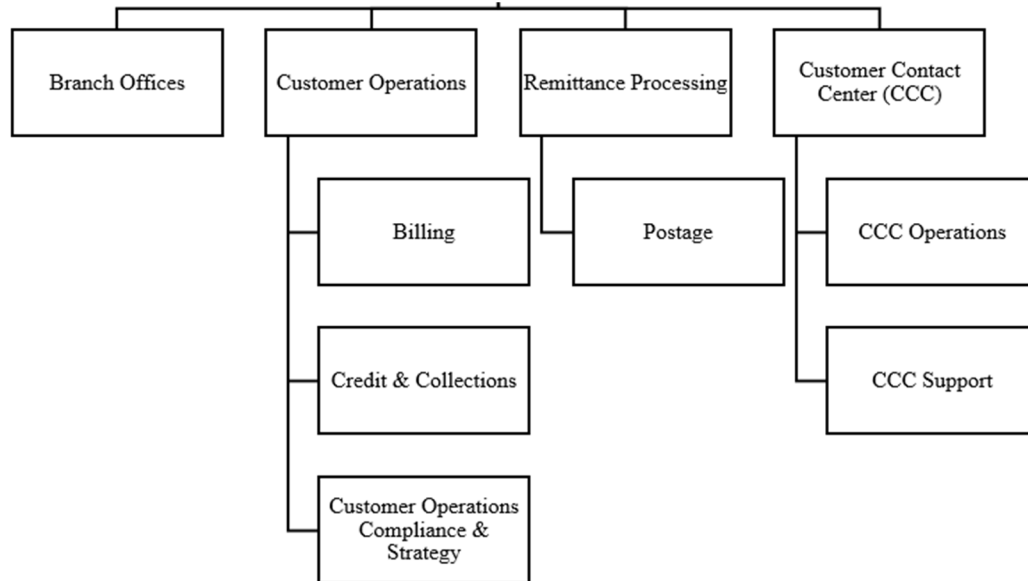 Branch Offices
Customer Operations
Remittance Processing
Customer Contact
Center (CCC)
Billing
Postage
CCC Operations
Credit & Collections
CCC Support
Customer Operations
Compliance &
Strategy